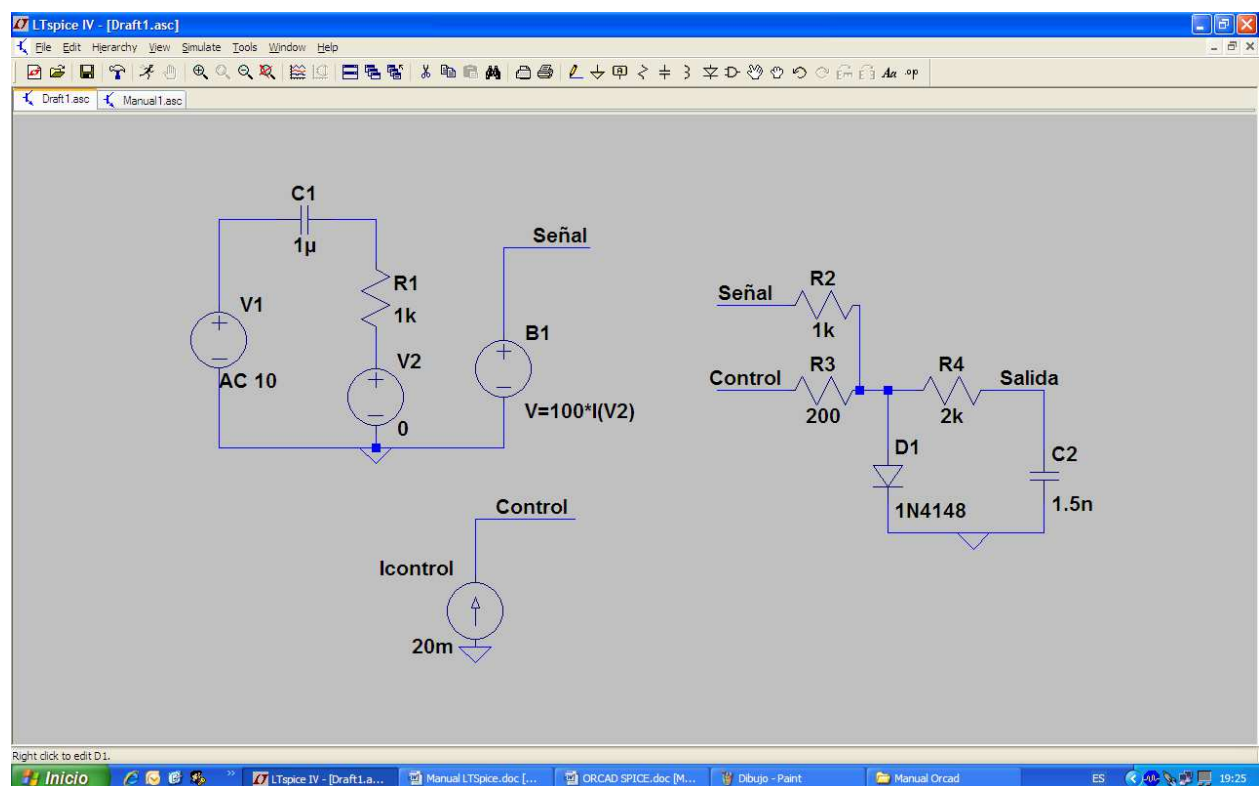 LTspice IV - [Draft1.asc]
File Edit Hierarchy View Simulate Tools Window Help
Aa .op
Draft1.asc Manual1.asc
C1
1µ
V1
AC 10
R1
1k
V2
0
Señal
B1
V=100*I(V2)
Control
Icontrol
20m
Señal
R2
1k
Control
R3
200
R4
2k
Salida
D1
1N4148
C2
1.5n
Right click to edit D1.
Inicio
LTspice IV - [Draft1.a...
Manual LTSpice.doc [...
ORCAD SPICE.doc [M...
Dibujo - Paint
Manual Orcad
ES
19:25